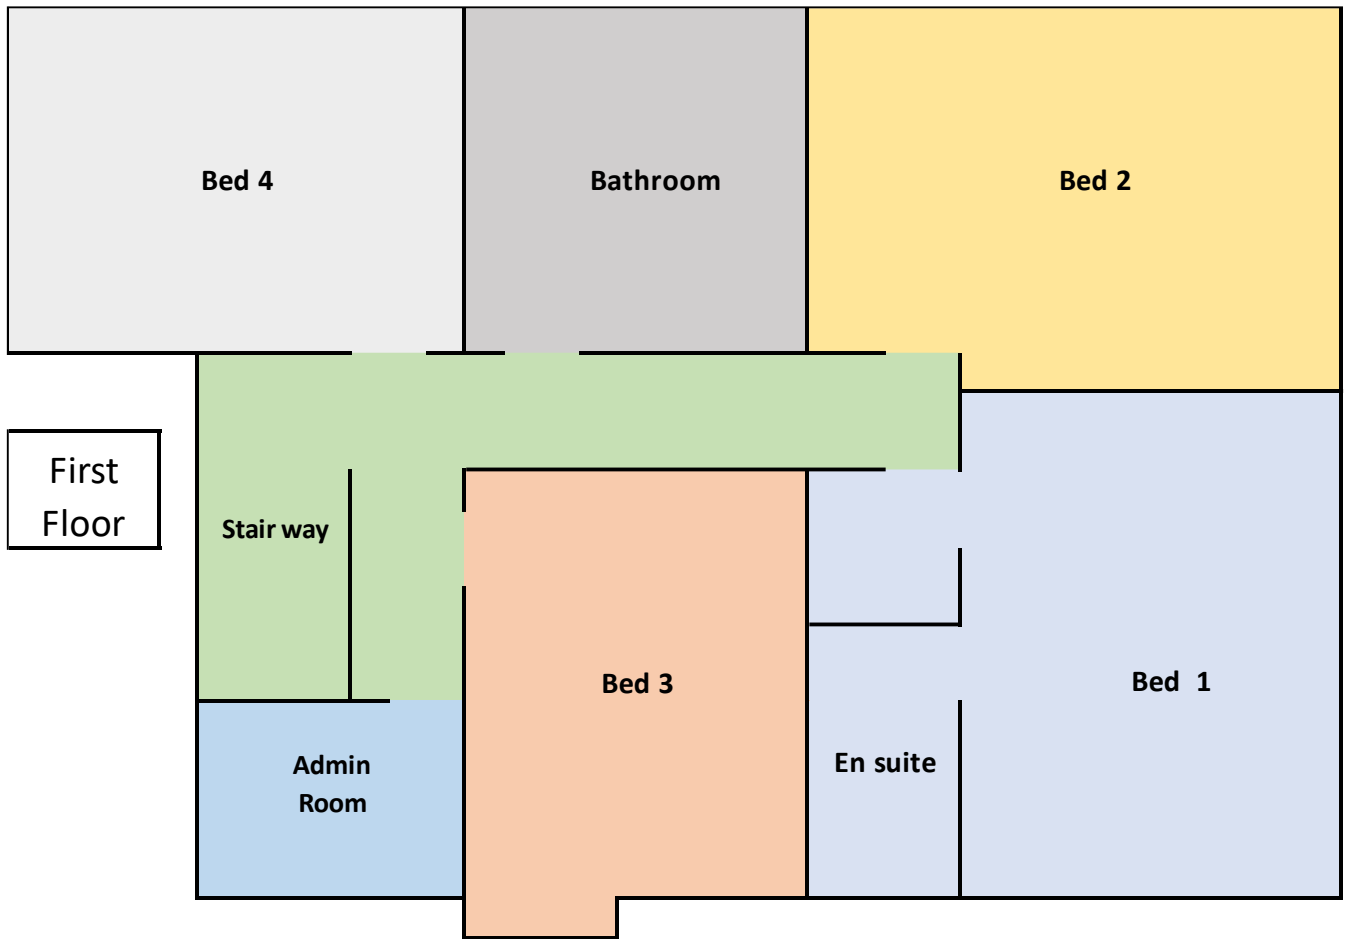 Bed 4
Bathroom
Bed 2
First
Floor
Stair way
Bed 3
Bed 1
Admin
Room
En suite